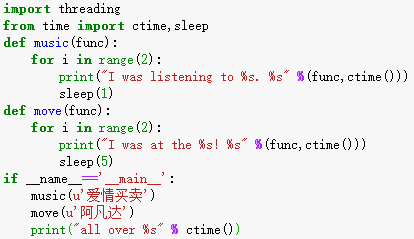 import threading
from time import ctime,sleep
def music(func):
    for i in range(2):
        print("I was listening to %s. %s" %(func,ctime()))
        sleep(1)
def move(func):
    for i in range(2):
        print("I was at the %s! %s" %(func,ctime()))
        sleep(5)
if __name__=='__main__':
    music(u'爱情买卖')
    move(u'阿凡达')
    print("all over %s" % ctime())